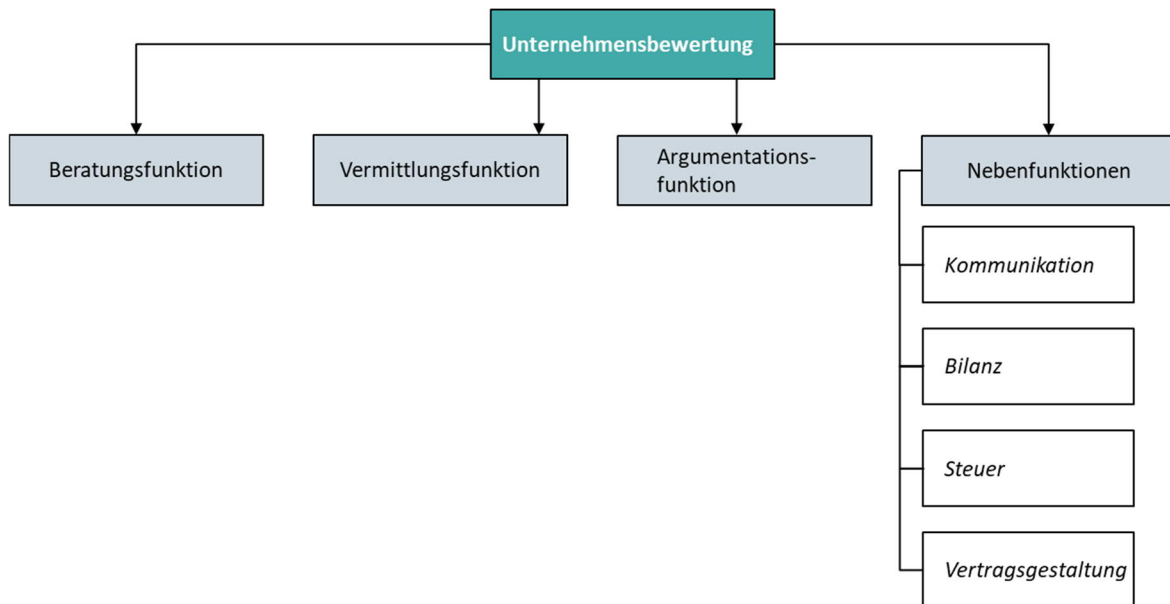 Unternehmensbewertung
Beratungsfunktion
Vermittlungsfunktion
Argumentations-
funktion
Nebenfunktionen
Kommunikation
Bilanz
Steuer
Vertragsgestaltung